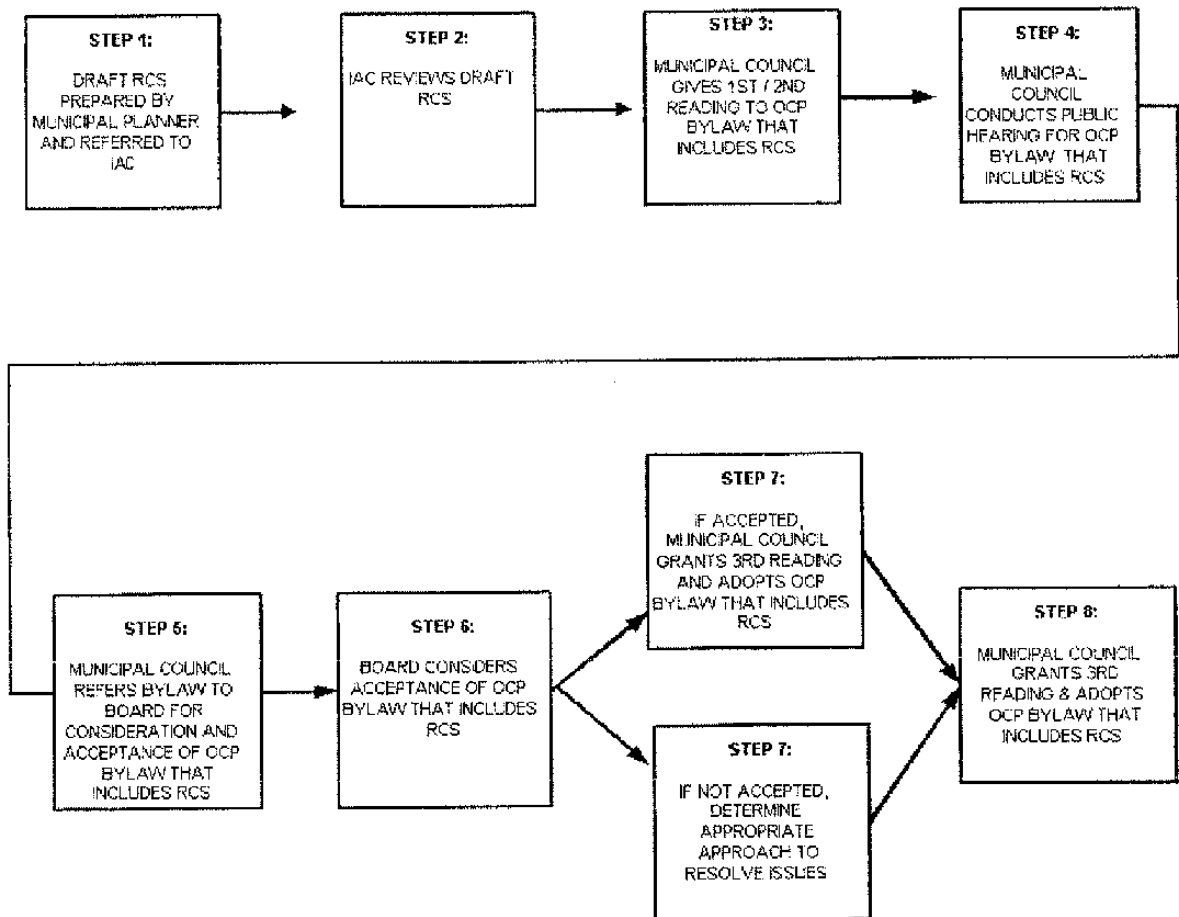 STEP 1:
DRAFT RCS
PREPARED BY
MUNICIPAL PLANNER
AND REFERRED TO
IAC
STEP 2:
IAC REVIEWS DRAFT
RCS
STEP 3:
MUNICIPAL COUNCIL
GIVES 1ST / 2ND
READING TO OCP
BYLAW THAT
INCLUDES RCS
STEP 4:
MUNICIPAL
COUNCIL
CONDUCTS PUBLIC
HEARING FOR OCP
BYLAW THAT
INCLUDES RCS
STEP 5:
MUNICIPAL COUNCIL
REFERS BYLAW TO
BOARD FOR
CONSIDERATION AND
ACCEPTANCE OF OCP
BYLAW THAT
INCLUDES RCS
STEP 6:
BOARD CONSIDERS
ACCEPTANCE OF OCP
BYLAW THAT INCLUDES
RCS
STEP 7:
IF ACCEPTED,
MUNICIPAL COUNCIL
GRANTS 3RD READING
AND ADOPTS OCP
BYLAW THAT INCLUDES
RCS
STEP 7:
IF NOT ACCEPTED,
DETERMINE
APPROPRIATE
APPROACH TO
RESOLVE ISSUES
STEP 8:
MUNICIPAL COUNCIL
GRANTS 3RD
READING & ADOPTS
OCP BYLAW THAT
INCLUDES RCS